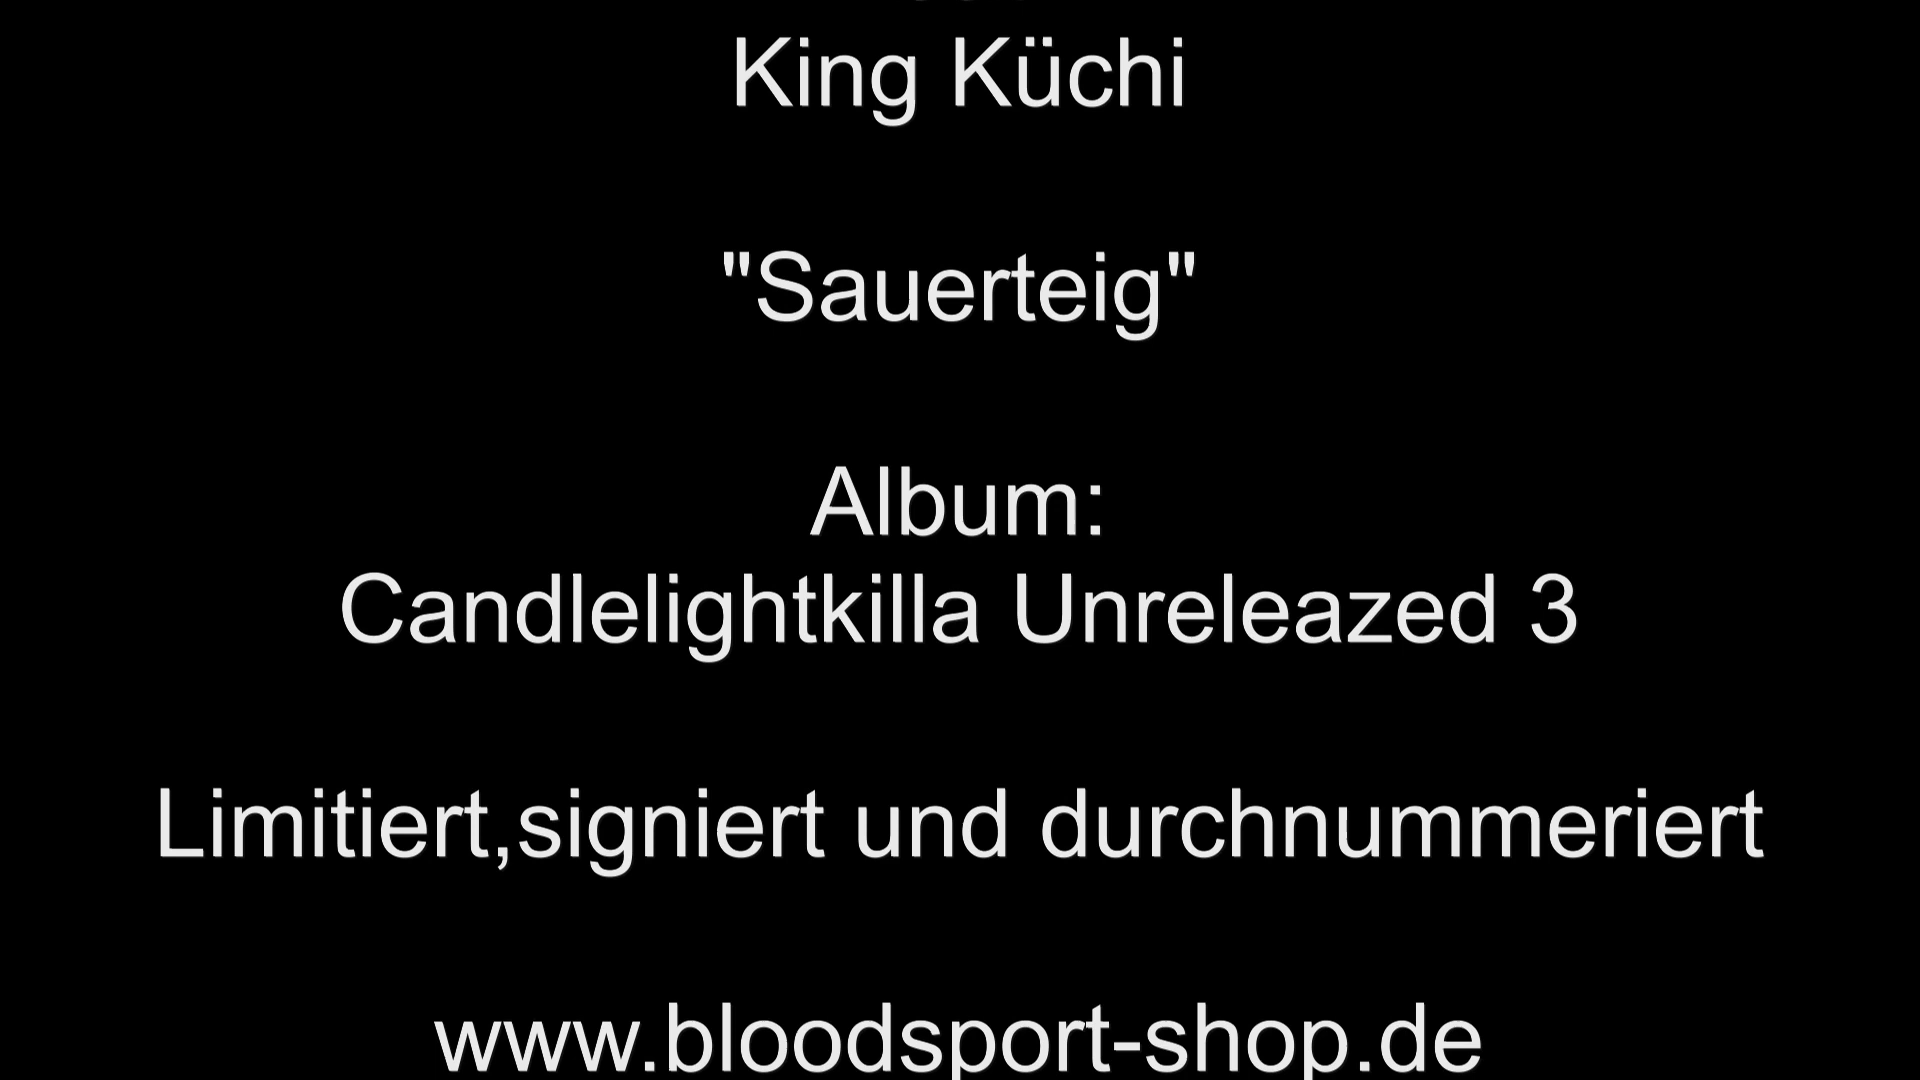 King Küchi
"Sauerteig"
Album:
Candlelightkilla Unreleazed 3
Limitiert,signiert und durchnummeriert
www.bloodsport-shop.de